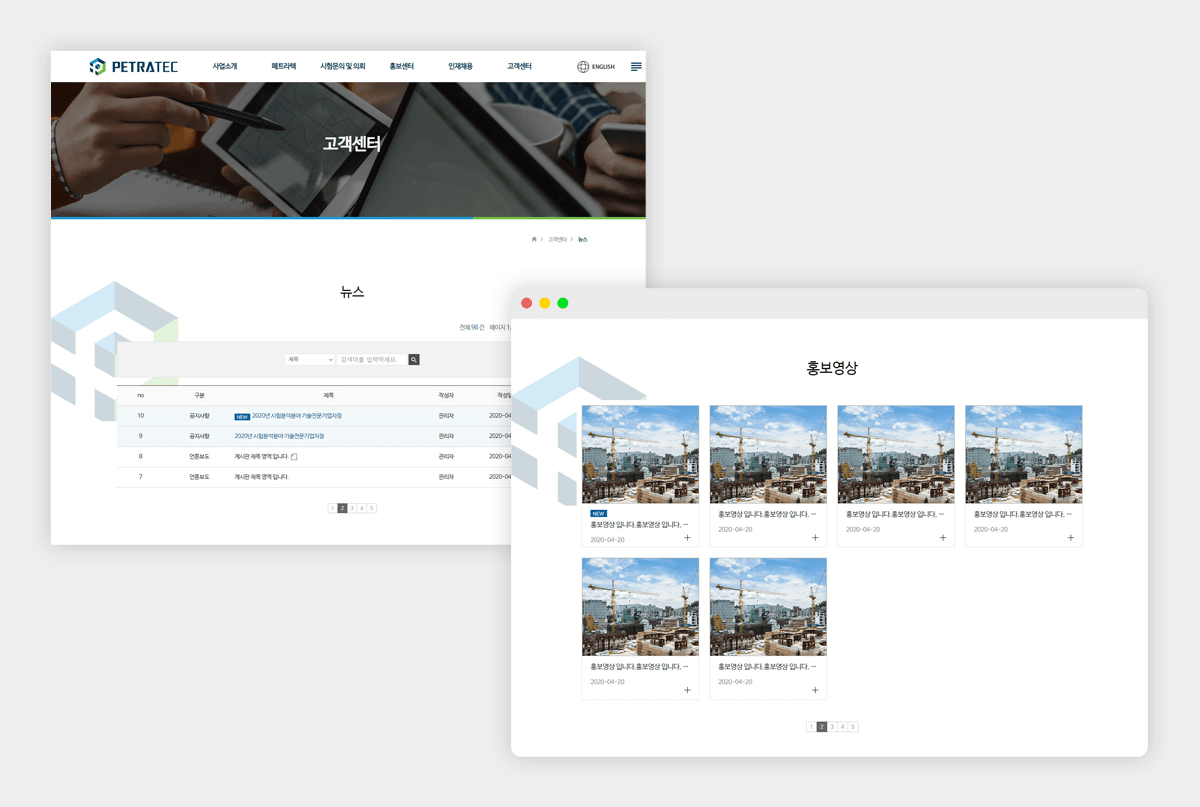 PETRATEC 사업소개 페트라텍 시험문의 및 의뢰 홍보센터 인재채용 고객센터 ENGLISH
고객센터
고객센터 뉴스
뉴스
전체 98 건 페이지 1
제목 검색어를 입력하세요.
no 구분 제목 작성자
10 공지사항 NEW 2020년 시험분석분야 기술전문기업지정 관리자 2020-04
9 공지사항 2020년 시험분석분야 기술전문기업지정 관리자 2020-04
8 언론보도 게시판 제목 영역 입니다. 관리자 2020-04
7 언론보도 게시판 제목 영역 입니다. 관리자 2020-04
1 2 3 4 5
홍보영상
NEW
홍보영상 입니다.홍보영상 입니다. ···
2020-04-20
홍보영상 입니다.홍보영상 입니다. ···
2020-04-20
홍보영상 입니다.홍보영상 입니다. ···
2020-04-20
홍보영상 입니다.홍보영상 입니다. ···
2020-04-20
홍보영상 입니다.홍보영상 입니다. ···
2020-04-20
홍보영상 입니다.홍보영상 입니다. ···
2020-04-20
1 2 3 4 5